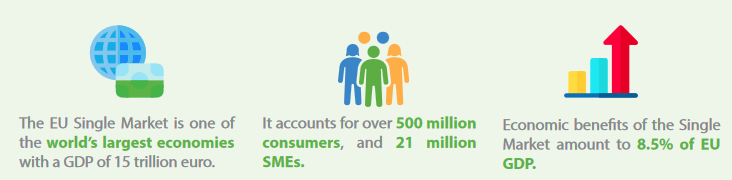 The EU Single Market is one of
the world's largest economies
with a GDP of 15 trillion euro.
It accounts for over 500 million
consumers, and 21 million
SMEs.
Economic benefits of the Single
Market amount to 8.5% of EU
GDP.